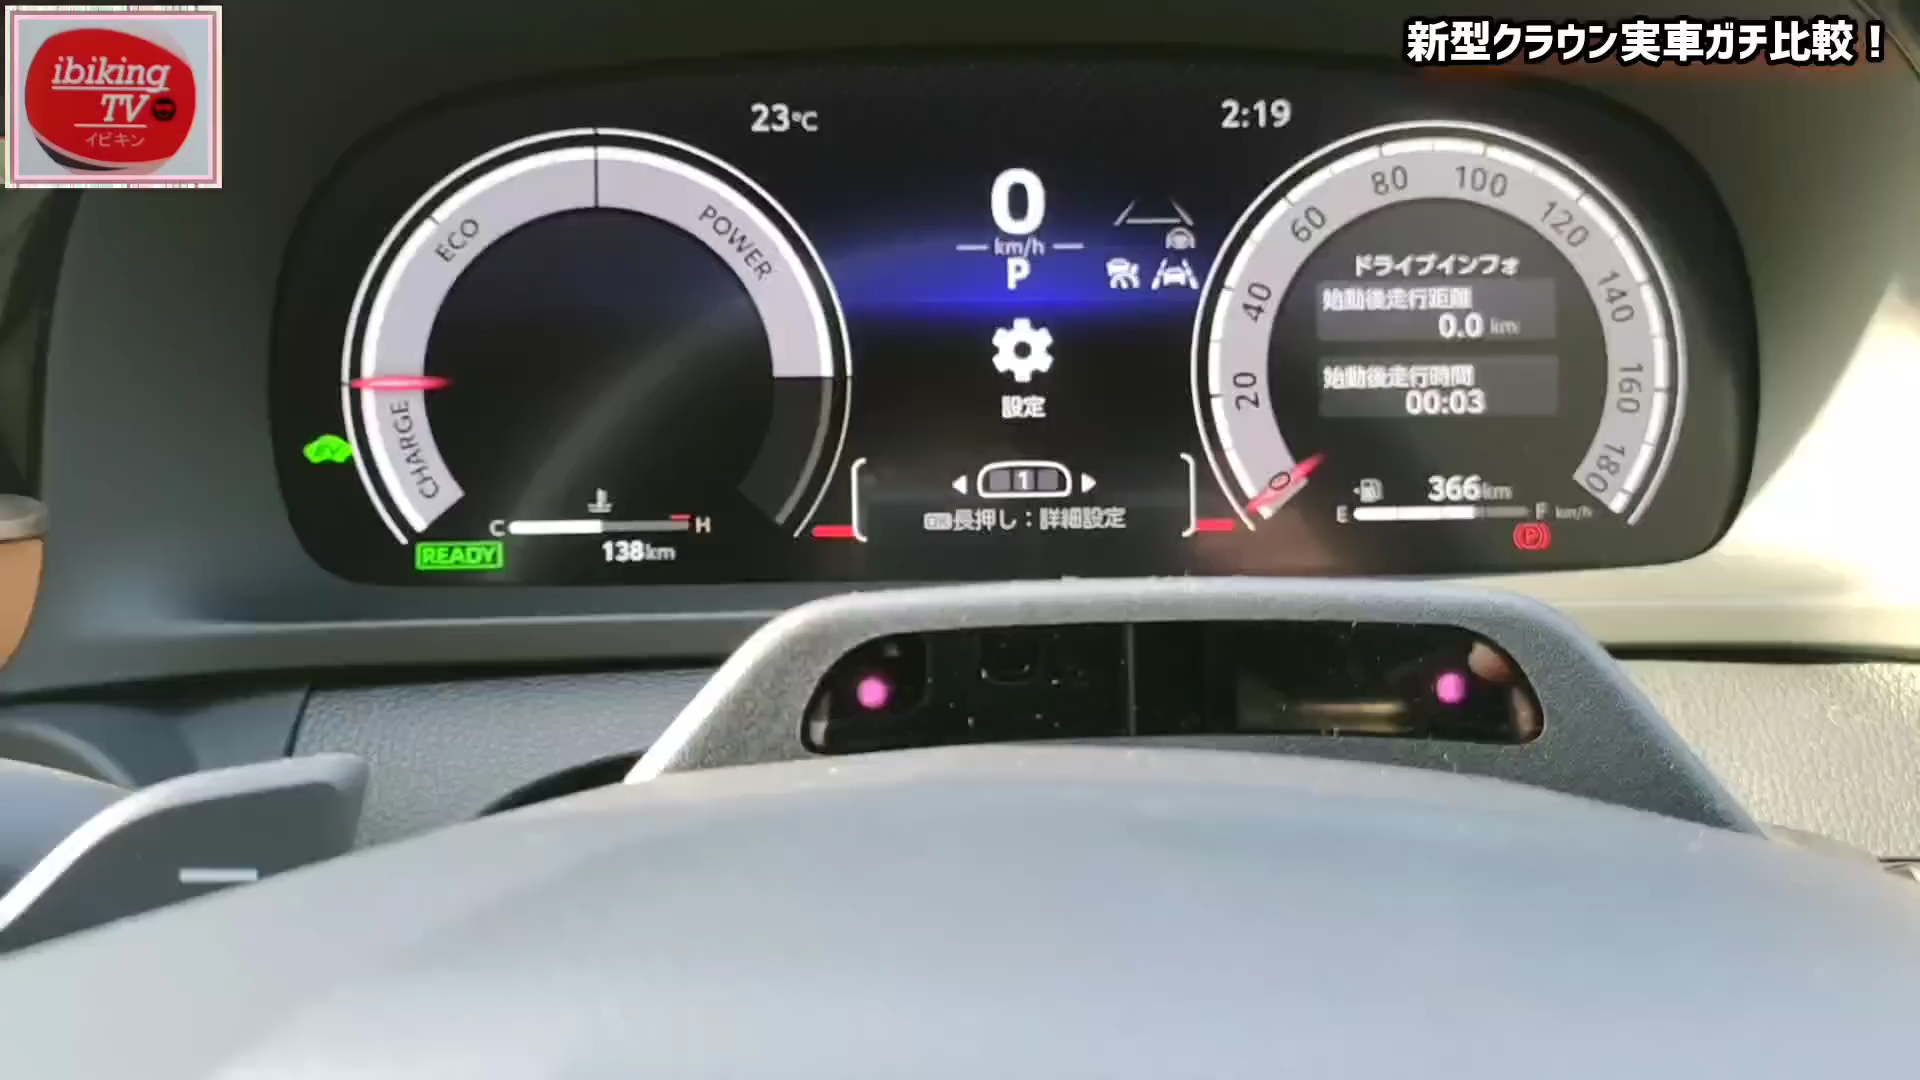 ibiking
TV
イビキン
新型クラウン実車ガチ比較！
23℃
2:19
ECO
POWER
CHARGE
0
km/h
P
設定
1
OK長押し：詳細設定
C
H
READY
138km
EV
0
20
40
60
80
100
120
140
160
180
km/h
ドライブインフォ
始動後走行距離
0.0 km
始動後走行時間
00:03
366km
E
F
P